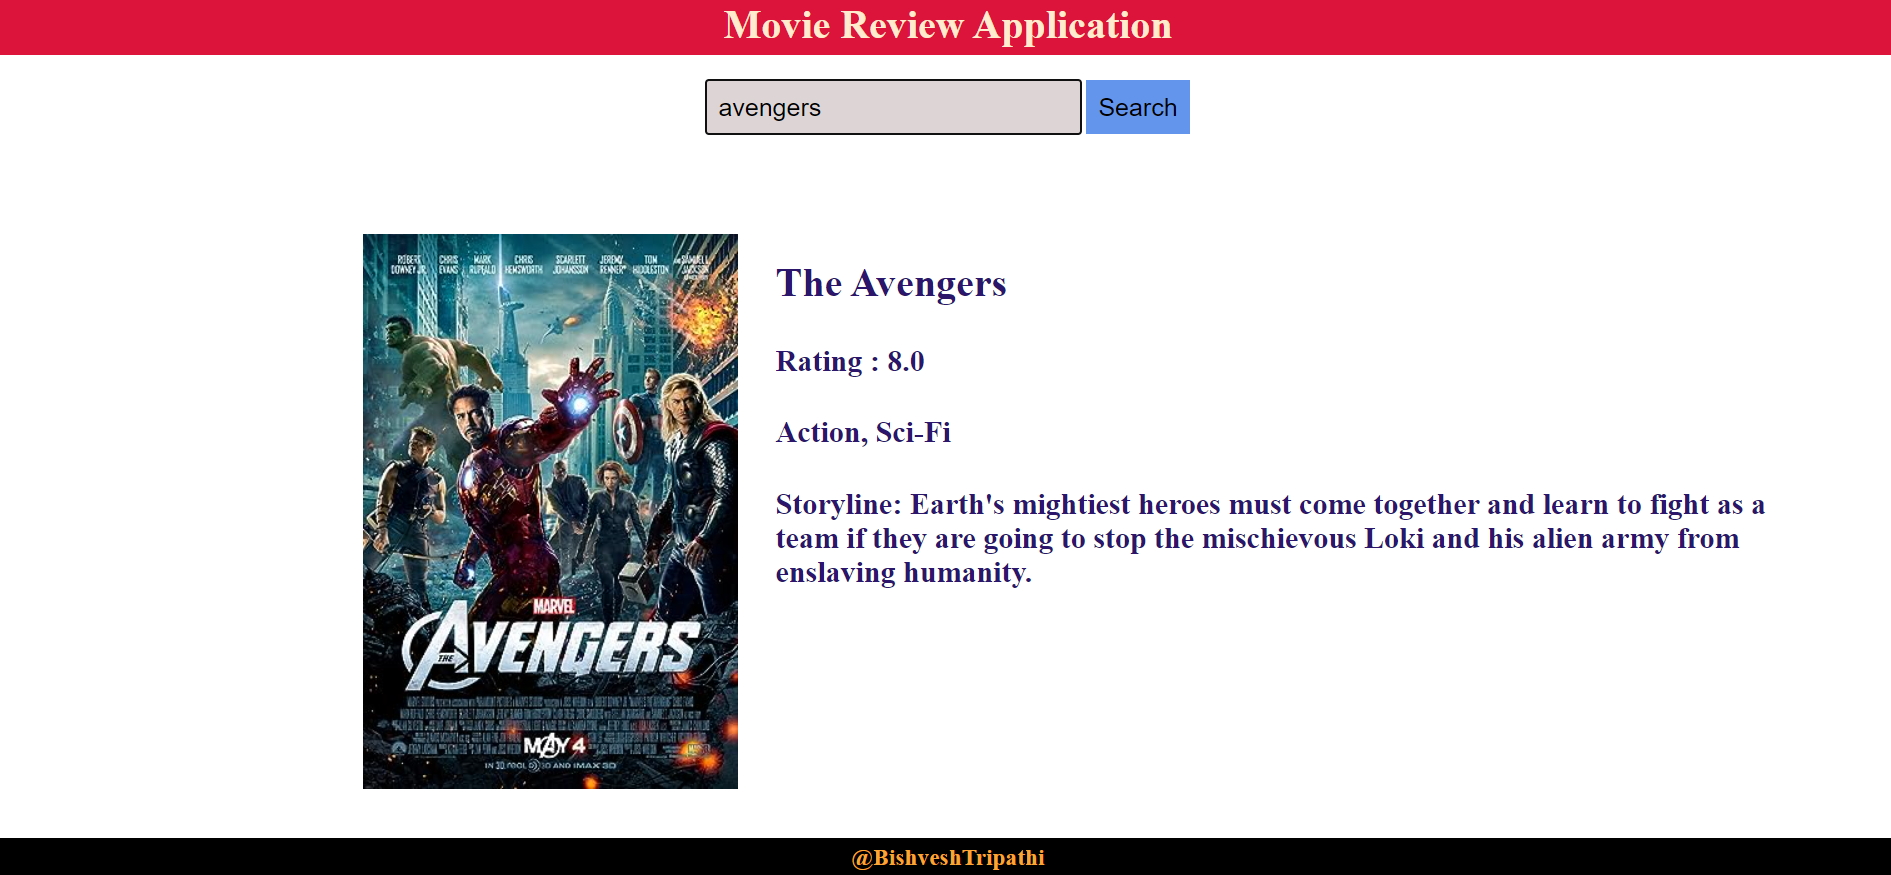 Movie Review Application
avengers
Search
ROBERT DOWNEY JR. CHRIS EVANS MARK RUFFALO CHRIS HEMSWORTH SCARLETT JOHANSSON JEREMY RENNER TOM HIDDLESTON AND SAMUEL L. JACKSON
MARVEL
THE AVENGERS
MAY 4
IN 3D, REAL D 3D AND IMAX 3D
The Avengers
Rating : 8.0
Action, Sci-Fi
Storyline: Earth's mightiest heroes must come together and learn to fight as a
team if they are going to stop the mischievous Loki and his alien army from
enslaving humanity.
@BishveshTripathi